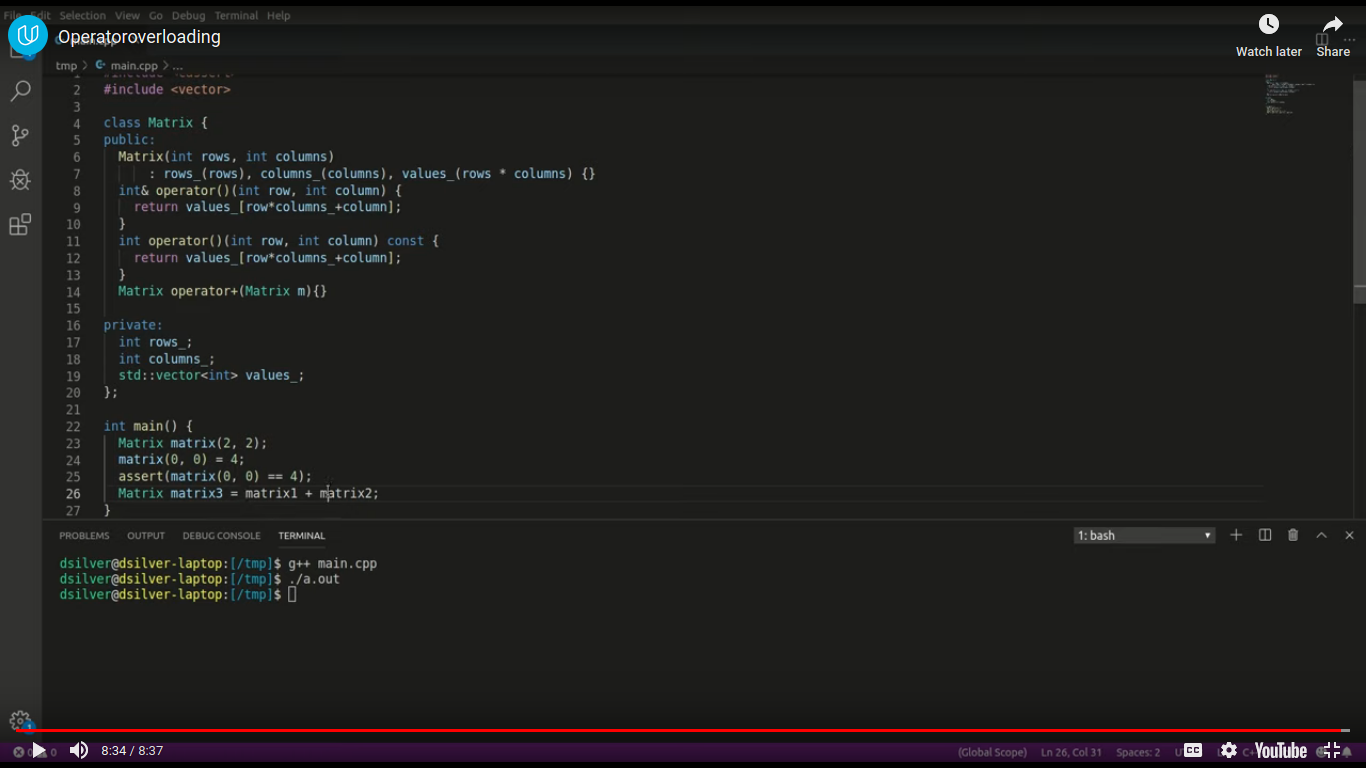 File Edit Selection View Go Debug Terminal Help
Operatoroverloading
Watch later
Share
tmp > main.cpp > ...
1 #include <cassert>
2 #include <vector>
3
4 class Matrix {
5 public:
6 Matrix(int rows, int columns)
7 : rows_(rows), columns_(columns), values_(rows * columns) {}
8 int& operator()(int row, int column) {
9 return values_[row*columns_+column];
10 }
11 int operator()(int row, int column) const {
12 return values_[row*columns_+column];
13 }
14 Matrix operator+(Matrix m){}
15
16 private:
17 int rows_;
18 int columns_;
19 std::vector<int> values_;
20 };
21
22 int main() {
23 Matrix matrix(2, 2);
24 matrix(0, 0) = 4;
25 assert(matrix(0, 0) == 4);
26 Matrix matrix3 = matrix1 + matrix2;
27 }
PROBLEMS OUTPUT DEBUG CONSOLE TERMINAL
1: bash
dsilver@dsilver-laptop:[/tmp]$ g++ main.cpp
dsilver@dsilver-laptop:[/tmp]$ ./a.out
dsilver@dsilver-laptop:[/tmp]$
1
8:34 / 8:37
(Global Scope) Ln 26, Col 31 Spaces: 2
CC
YouTube